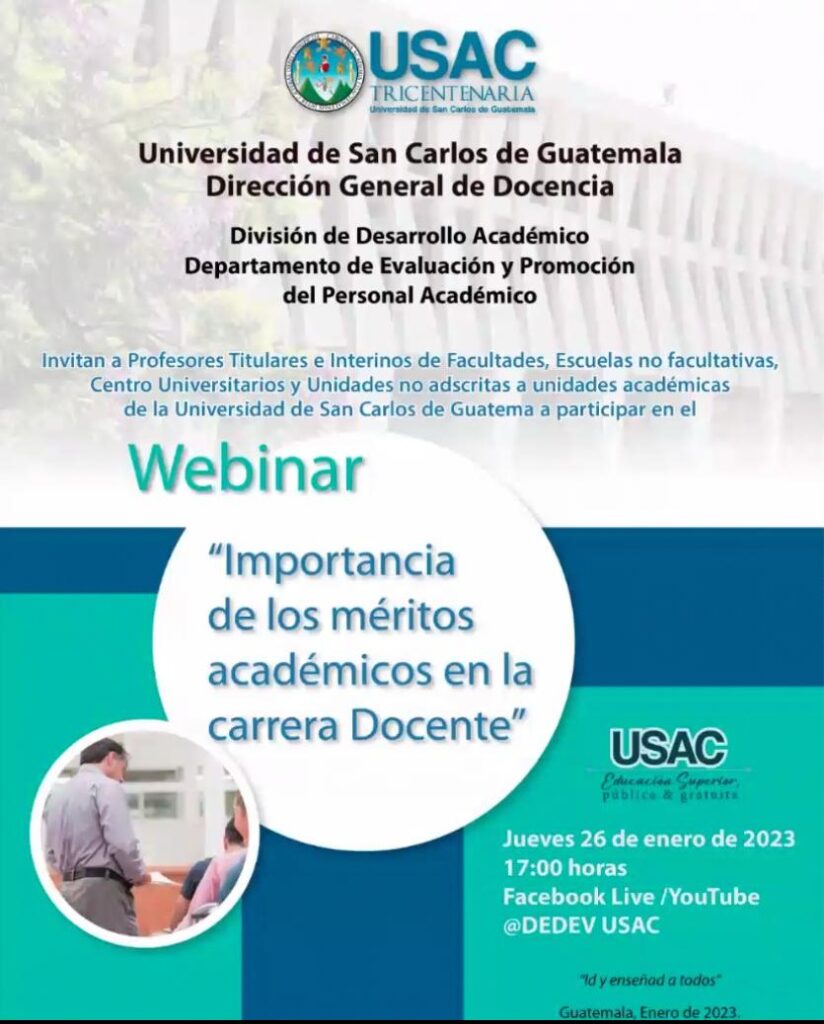 USAC
TRICENTENARIA
Universidad de San Carlos de Guatemala
Universidad de San Carlos de Guatemala
Dirección General de Docencia
División de Desarrollo Académico
Departamento de Evaluación y Promoción
del Personal Académico
Invitan a Profesores Titulares e Interinos de Facultades, Escuelas no facultativas,
Centro Universitarios y Unidades no adscritas a unidades académicas
de la Universidad de San Carlos de Guatema a participar en el
Webinar
“Importancia
de los méritos
académicos en la
carrera Docente”
USAC
Educación Superior,
pública & gratuita
Jueves 26 de enero de 2023
17:00 horas
Facebook Live /YouTube
@DEDEV USAC
“Id y enseñad a todos”
Guatemala, Enero de 2023.